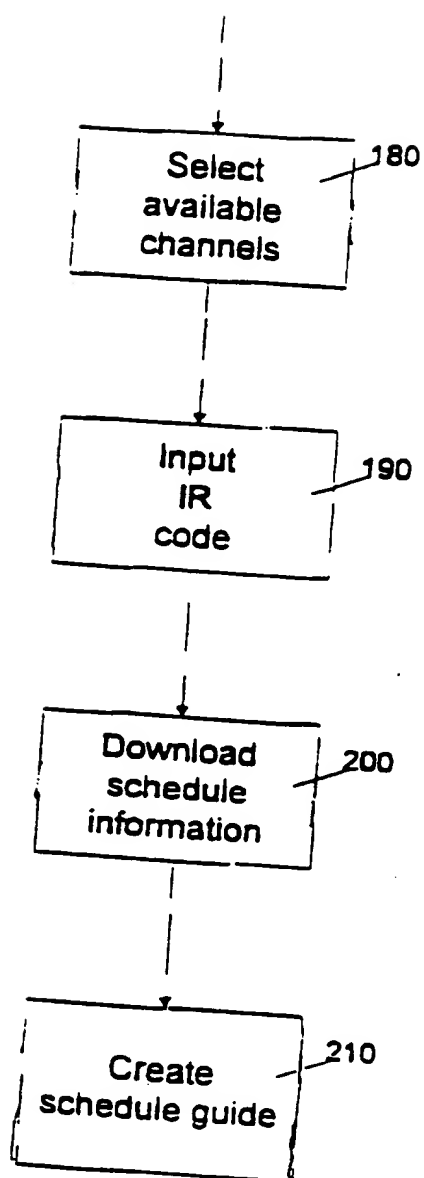 180
Select
available
channels
190
Input
IR
code
200
Download
schedule
information
210
Create
schedule guide